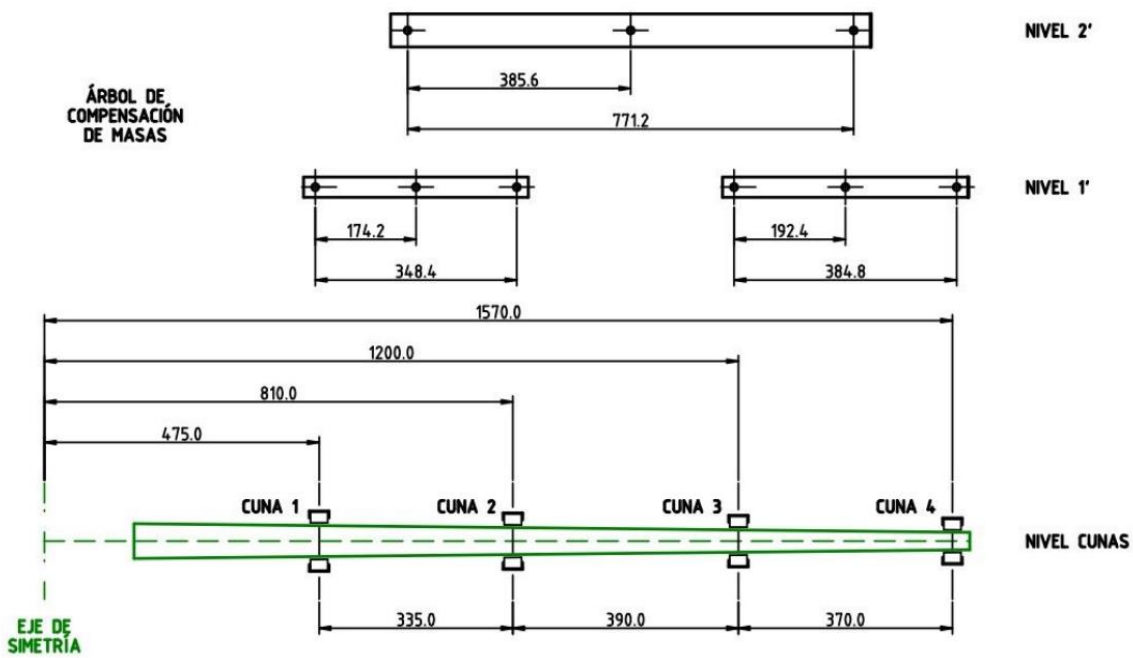 NIVEL 2'
385.6
771.2
ÁRBOL DE
COMPENSACIÓN
DE MASAS
NIVEL 1'
174.2
192.4
348.4
384.8
1570.0
1200.0
810.0
475.0
CUNA 1
CUNA 2
CUNA 3
CUNA 4
NIVEL CUNAS
335.0
390.0
370.0
EJE DE
SIMETRÍA